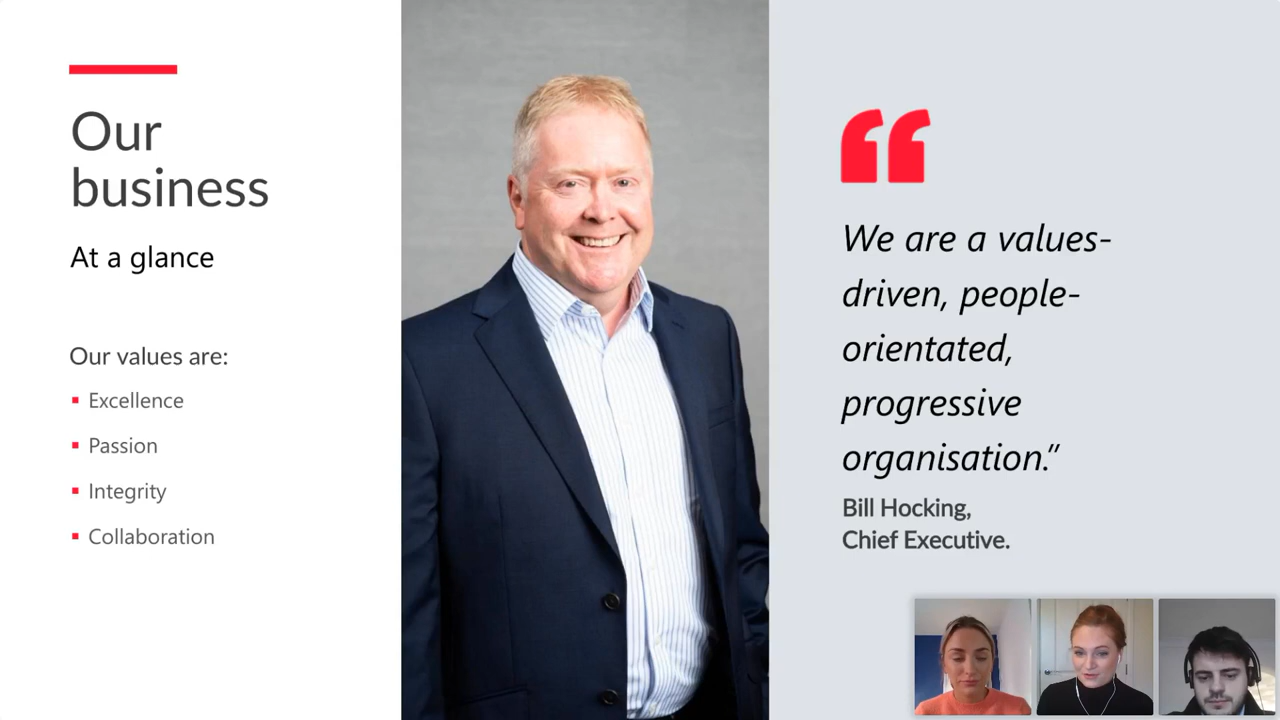 Our
business
At a glance
Our values are:
Excellence
Passion
Integrity
Collaboration
“
We are a values-
driven, people-
orientated,
progressive
organisation.”
Bill Hocking,
Chief Executive.